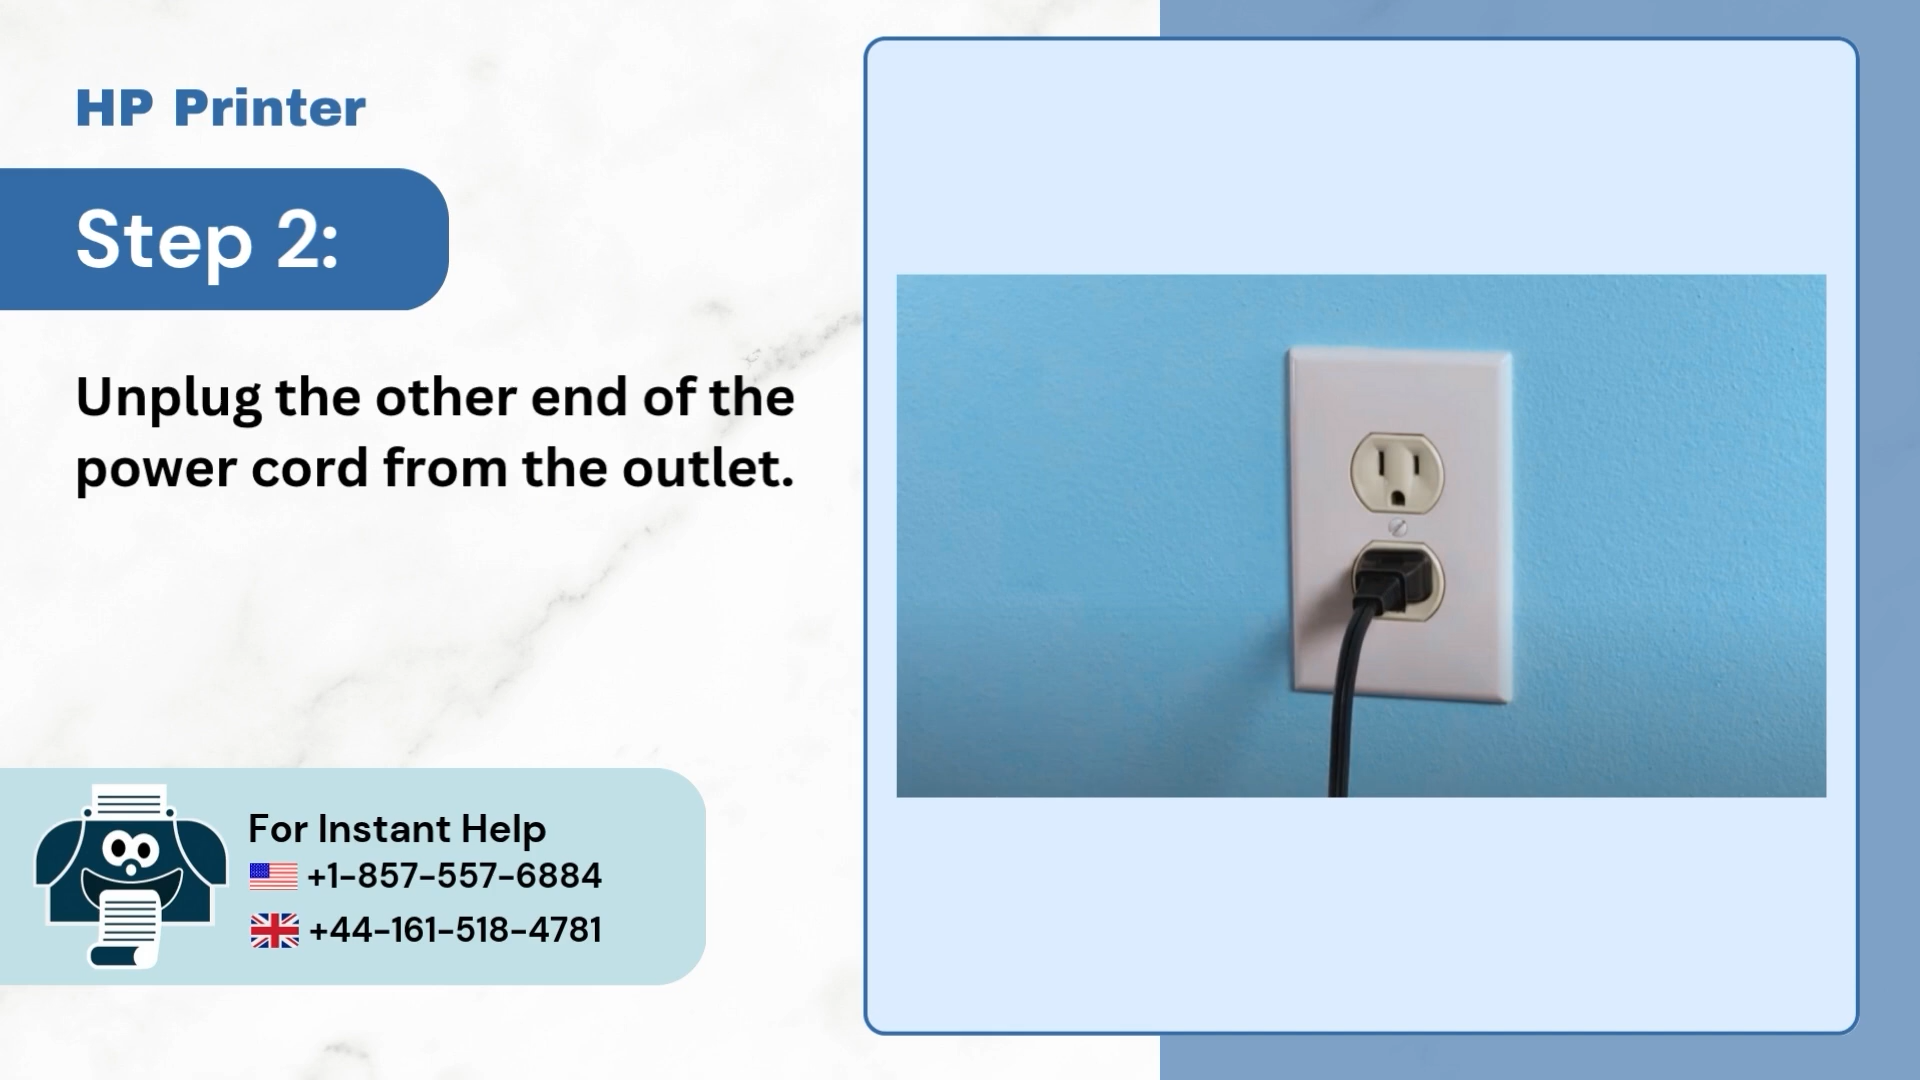 HP Printer
Step 2:
Unplug the other end of the
power cord from the outlet.
For Instant Help
+1-857-557-6884
+44-161-518-4781